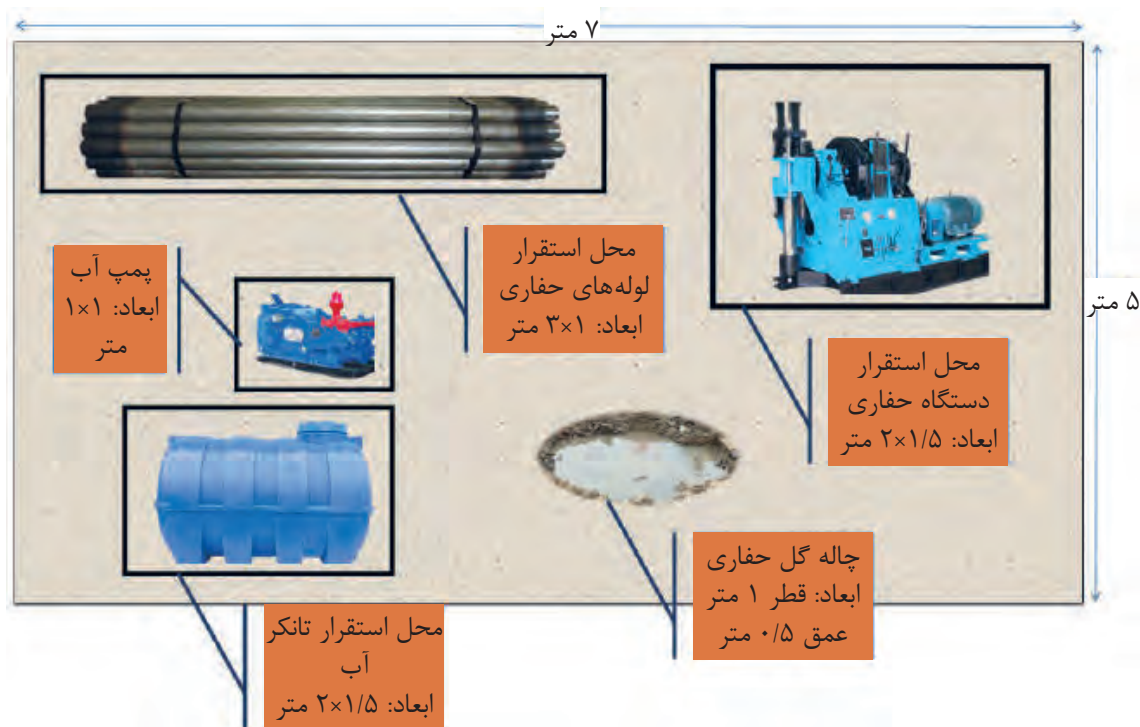 ۷ متر
۵ متر
محل استقرار
لوله‌های حفاری
ابعاد: ۱×۳ متر
پمپ آب
ابعاد: ۱×۱
متر
محل استقرار
دستگاه حفاری
ابعاد: ۱/۵×۲ متر
چاله گل حفاری
ابعاد: قطر ۱ متر
عمق ۰/۵ متر
محل استقرار تانکر
آب
ابعاد: ۱/۵×۲ متر